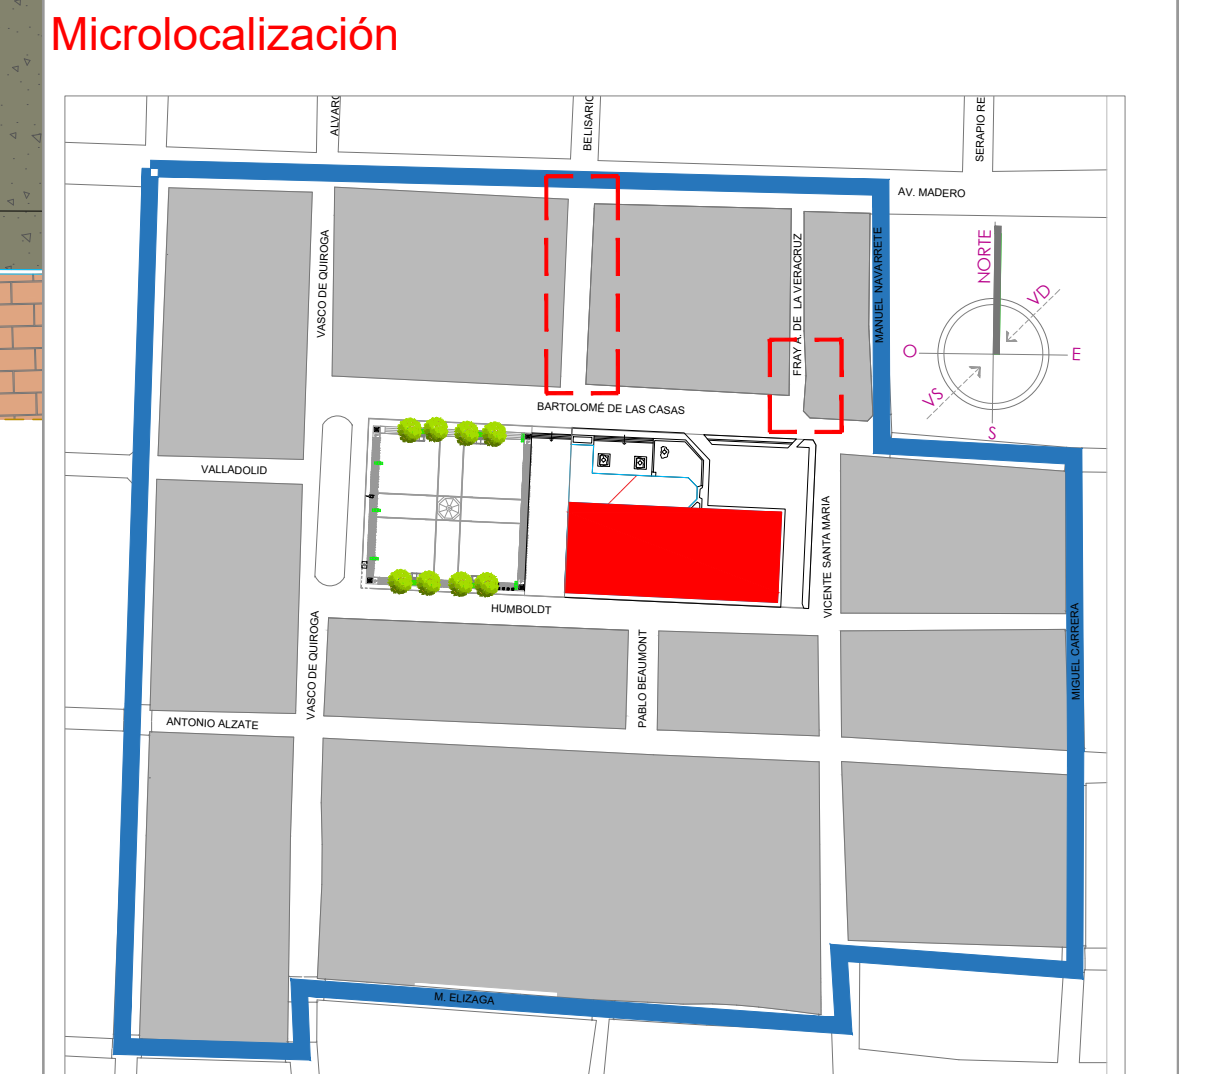 Microlocalización
ALVARO
BELISARIO
SERAPIO RE
AV. MADERO
VASCO DE QUIROGA
FRAY A. DE LA VERACRUZ
MANUEL NAVARRETE
NORTE
VD
O
E
VS
S
BARTOLOMÉ DE LAS CASAS
VALLADOLID
VICENTE SANTA MARIA
HUMBOLDT
VASCO DE QUIROGA
PABLO BEAUMONT
MIGUEL CARRERA
ANTONIO ALZATE
M. ELIZAGA